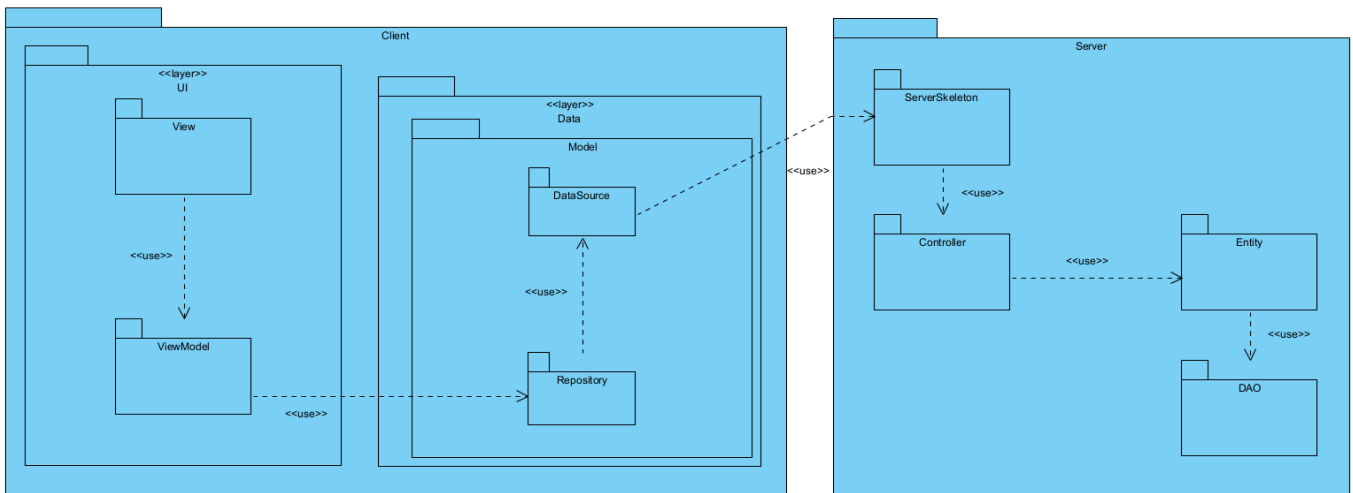 Client
<<layer>>
UI
View
<<use>>
ViewModel
<<use>>
<<layer>>
Data
Model
DataSource
<<use>>
Repository
<<use>>
Server
ServerSkeleton
<<use>>
Controller
<<use>>
Entity
<<use>>
DAO